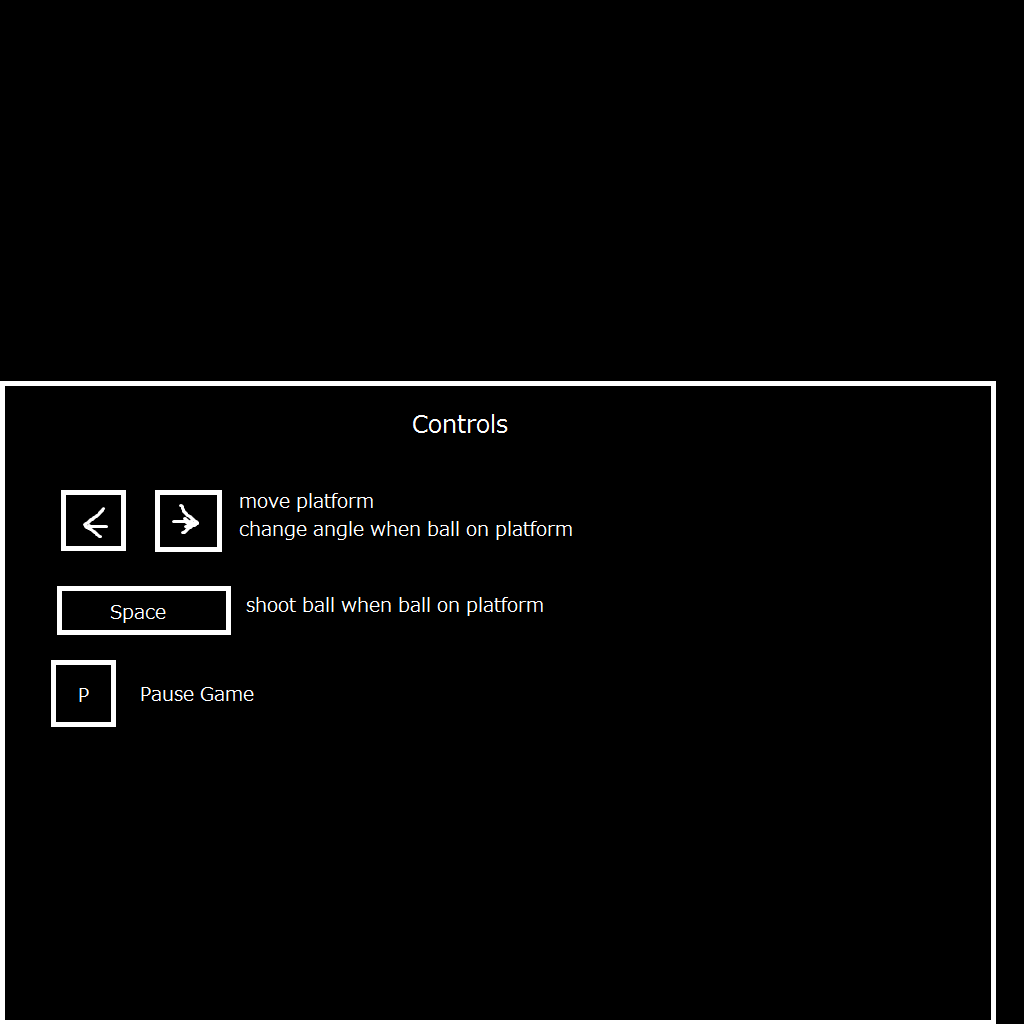 Controls
move platform
change angle when ball on platform
Space
shoot ball when ball on platform
P
Pause Game